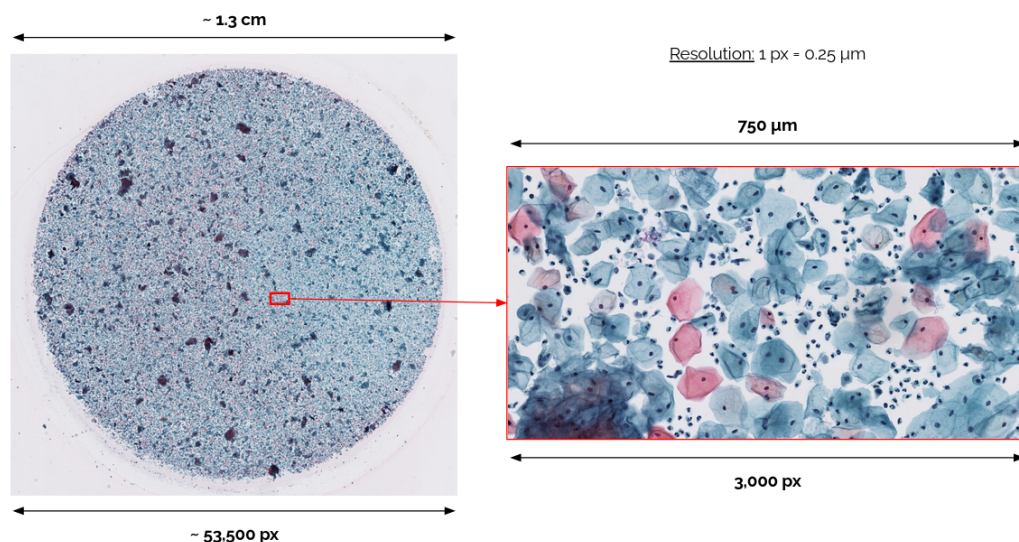 ~ 1.3 cm
Resolution: 1 px = 0.25 µm
750 µm
3,000 px
~ 53,500 px